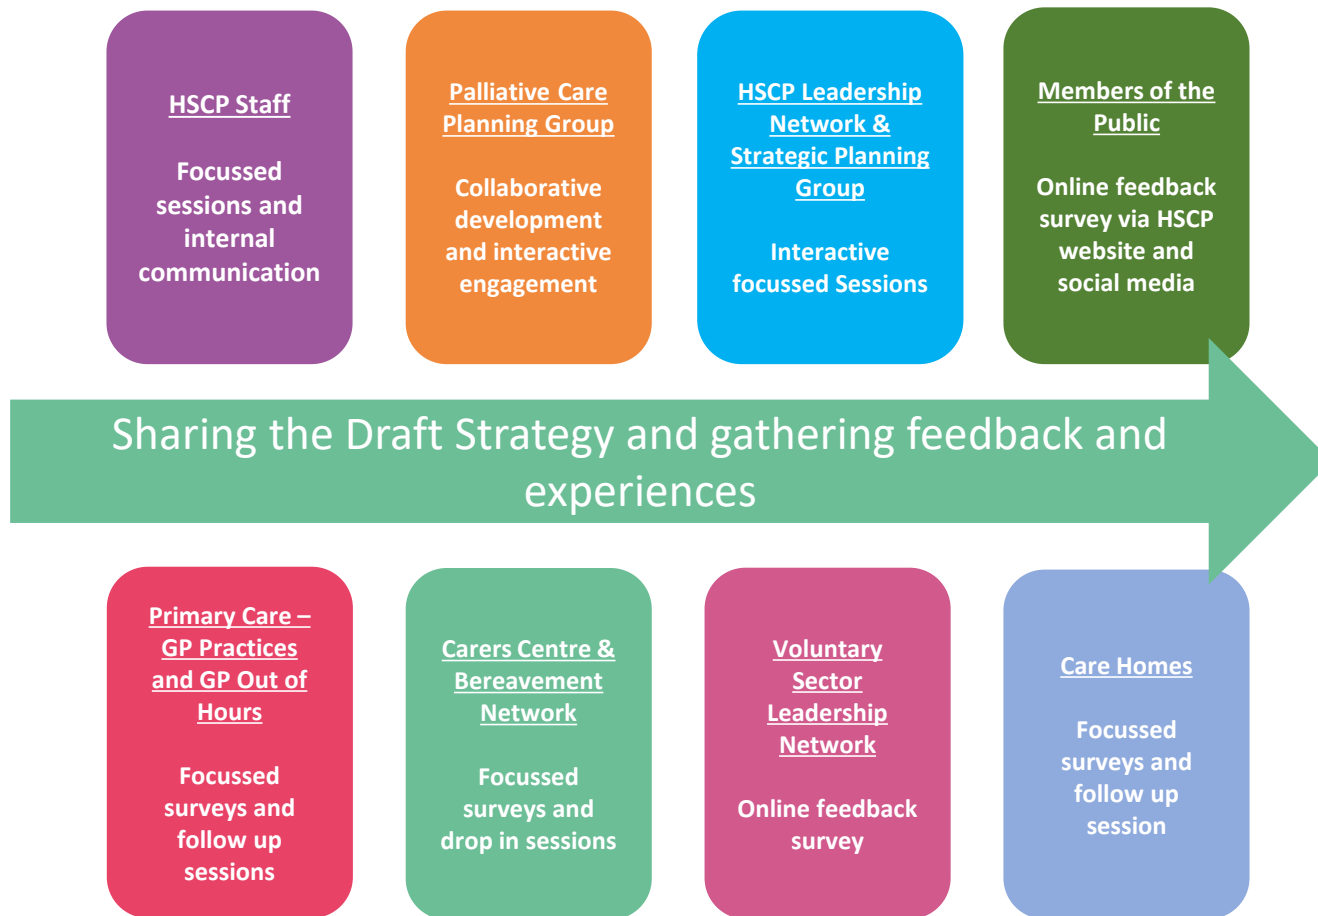 HSCP Staff
Focussed
sessions and
internal
communication
Palliative Care
Planning Group
Collaborative
development
and interactive
engagement
HSCP Leadership
Network &
Strategic Planning
Group
Interactive
focussed Sessions
Members of the
Public
Online feedback
survey via HSCP
website and
social media
Sharing the Draft Strategy and gathering feedback and
experiences
Primary Care –
GP Practices
and GP Out of
Hours
Focussed
surveys and
follow up
sessions
Carers Centre &
Bereavement
Network
Focussed
surveys and
drop in sessions
Voluntary
Sector
Leadership
Network
Online feedback
survey
Care Homes
Focussed
surveys and
follow up
session